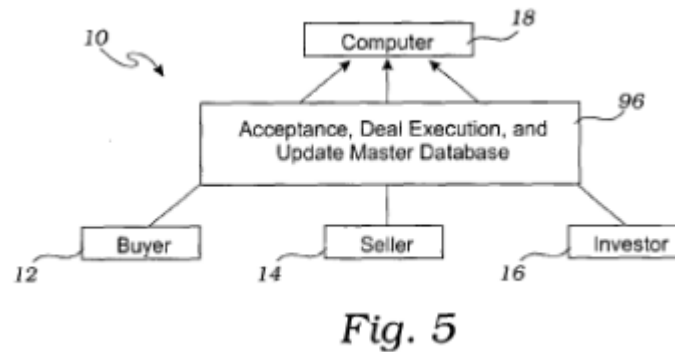 10
18
Computer
96
Acceptance, Deal Execution, and
Update Master Database
Buyer
Seller
Investor
12
14
16
Fig. 5